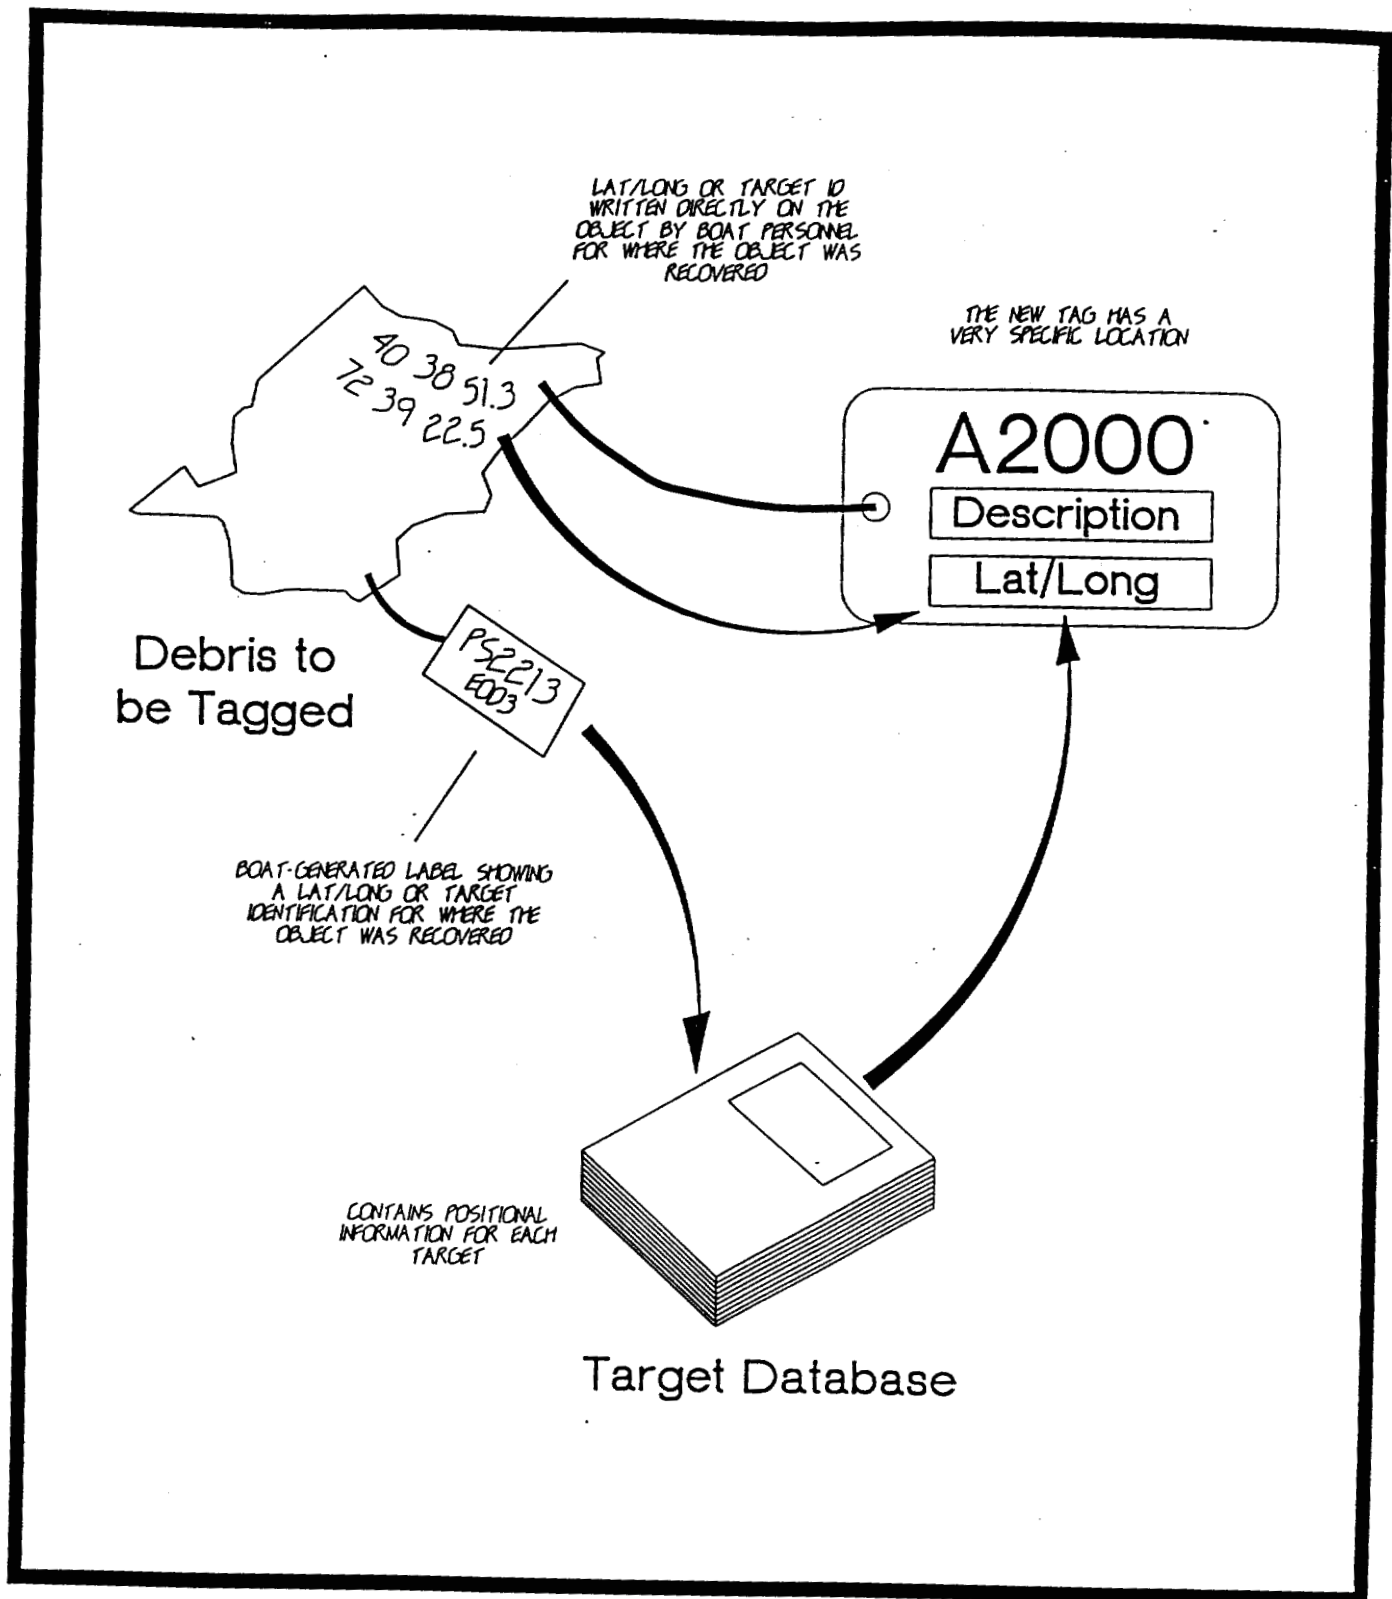 LAT/LONG OR TARGET ID
WRITTEN DIRECTLY ON THE
OBJECT BY BOAT PERSONNEL
FOR WHERE THE OBJECT WAS
RECOVERED
THE NEW TAG HAS A
VERY SPECIFIC LOCATION
40 38 51.3
72 39 22.5
A2000
Description
Lat/Long
Debris to
be Tagged
PS2213
E003
BOAT-GENERATED LABEL SHOWING
A LAT/LONG OR TARGET
IDENTIFICATION FOR WHERE THE
OBJECT WAS RECOVERED
CONTAINS POSITIONAL
INFORMATION FOR EACH
TARGET
Target Database